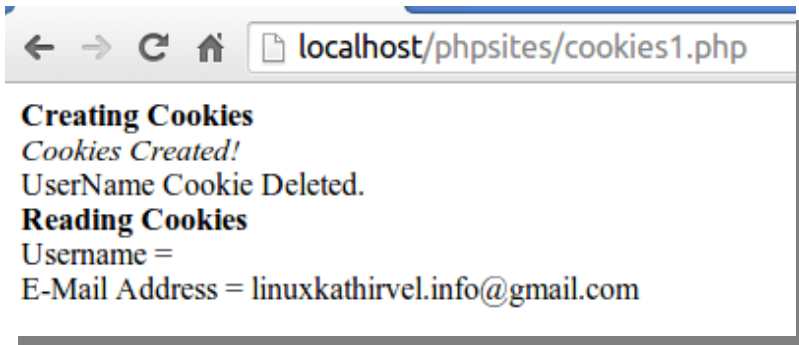 localhost/phpsites/cookies1.php
Creating Cookies
Cookies Created!
UserName Cookie Deleted.
Reading Cookies
Username =
E-Mail Address = linuxkathirvel.info@gmail.com